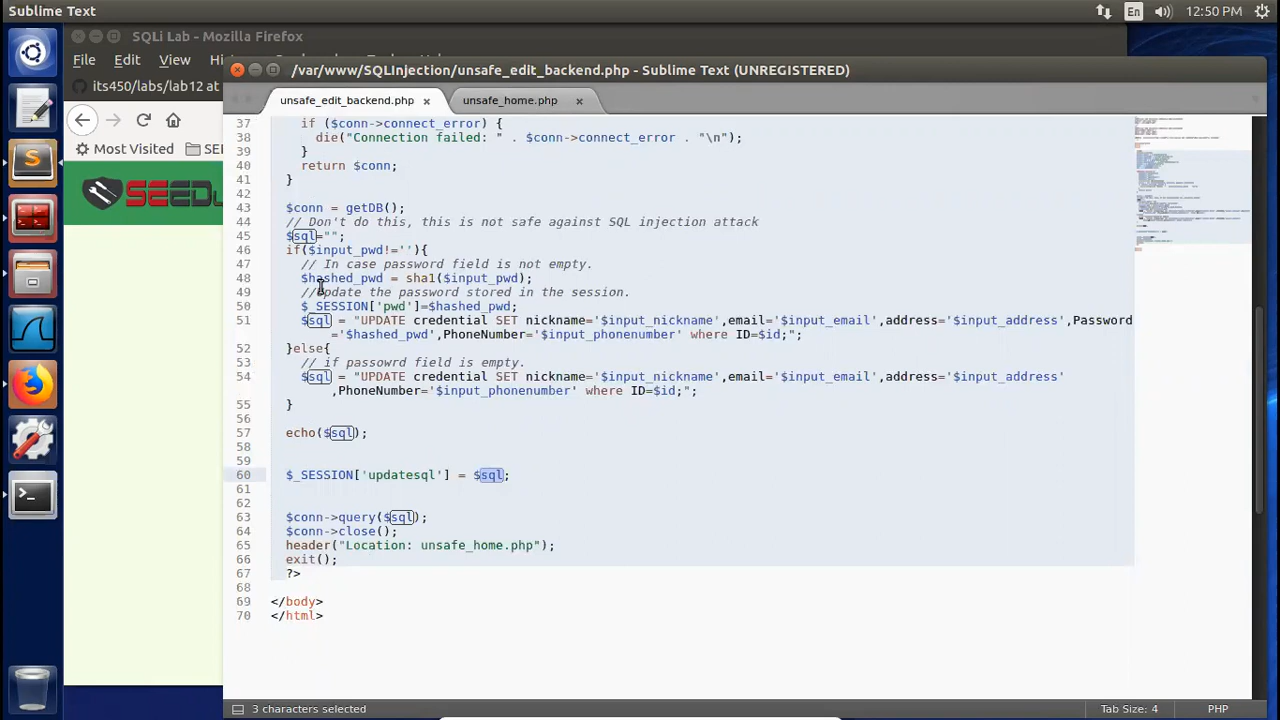 Sublime Text
En
12:50 PM
SQLi Lab - Mozilla Firefox
File Edit View
its450/labs/lab12 at
Most Visited
SEED
/var/www/SQLInjection/unsafe_edit_backend.php - Sublime Text (UNREGISTERED)
unsafe_edit_backend.php
unsafe_home.php
37 if ($conn->connect_error) {
38 die("Connection failed: " . $conn->connect_error . "\n");
39 }
40 return $conn;
41 }
42
43 $conn = getDB();
44 // Don't do this, this is not safe against SQL injection attack
45 $sql="";
46 if($input_pwd!=''){
47 // In case password field is not empty.
48 $hashed_pwd = sha1($input_pwd);
49 //Update the password stored in the session.
50 $_SESSION['pwd']=$hashed_pwd;
51 $sql = "UPDATE credential SET nickname='$input_nickname',email='$input_email',address='$input_address',Password
='$hashed_pwd',PhoneNumber='$input_phonenumber' where ID=$id;";
52 }else{
53 // if passowrd field is empty.
54 $sql = "UPDATE credential SET nickname='$input_nickname',email='$input_email',address='$input_address'
,PhoneNumber='$input_phonenumber' where ID=$id;";
55 }
56
57 echo($sql);
58
59
60 $_SESSION['updatesql'] = $sql;
61
62
63 $conn->query($sql);
64 $conn->close();
65 header("Location: unsafe_home.php");
66 exit();
67 ?>
68
69 </body>
70 </html>
3 characters selected
Tab Size: 4
PHP